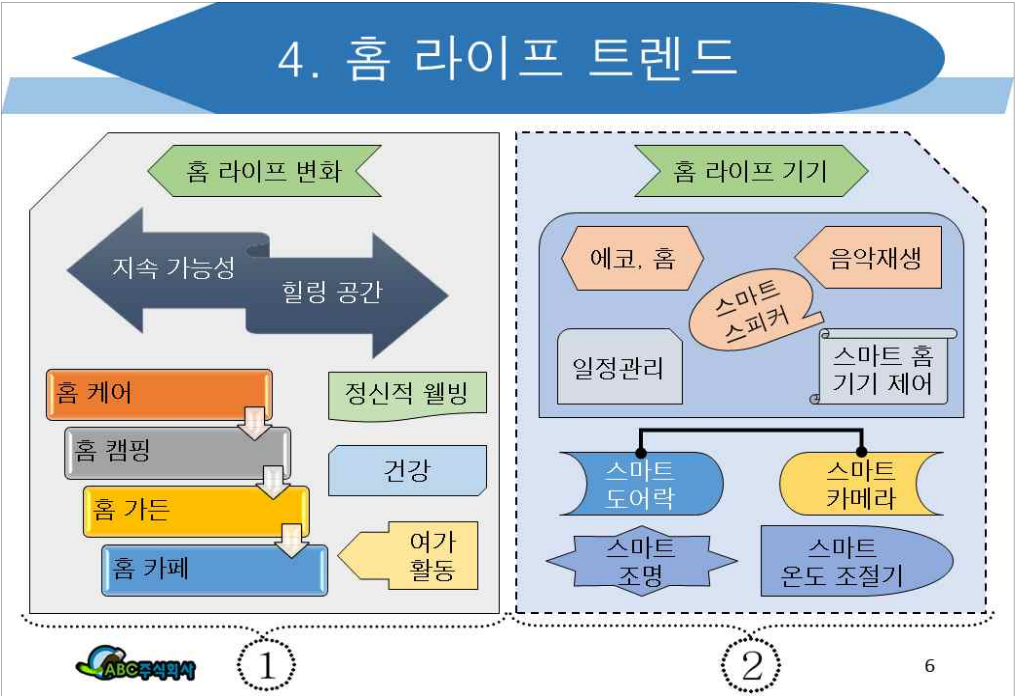 4. 홈 라이프 트렌드
홈 라이프 변화
지속 가능성
힐링 공간
홈 케어
홈 캠핑
홈 가든
홈 카페
정신적 웰빙
건강
여가
활동
홈 라이프 기기
에코, 홈
음악재생
스마트
스피커
일정관리
스마트 홈
기기 제어
스마트
도어락
스마트
카메라
스마트
조명
스마트
온도 조절기
ABC주식회사
1
2
6